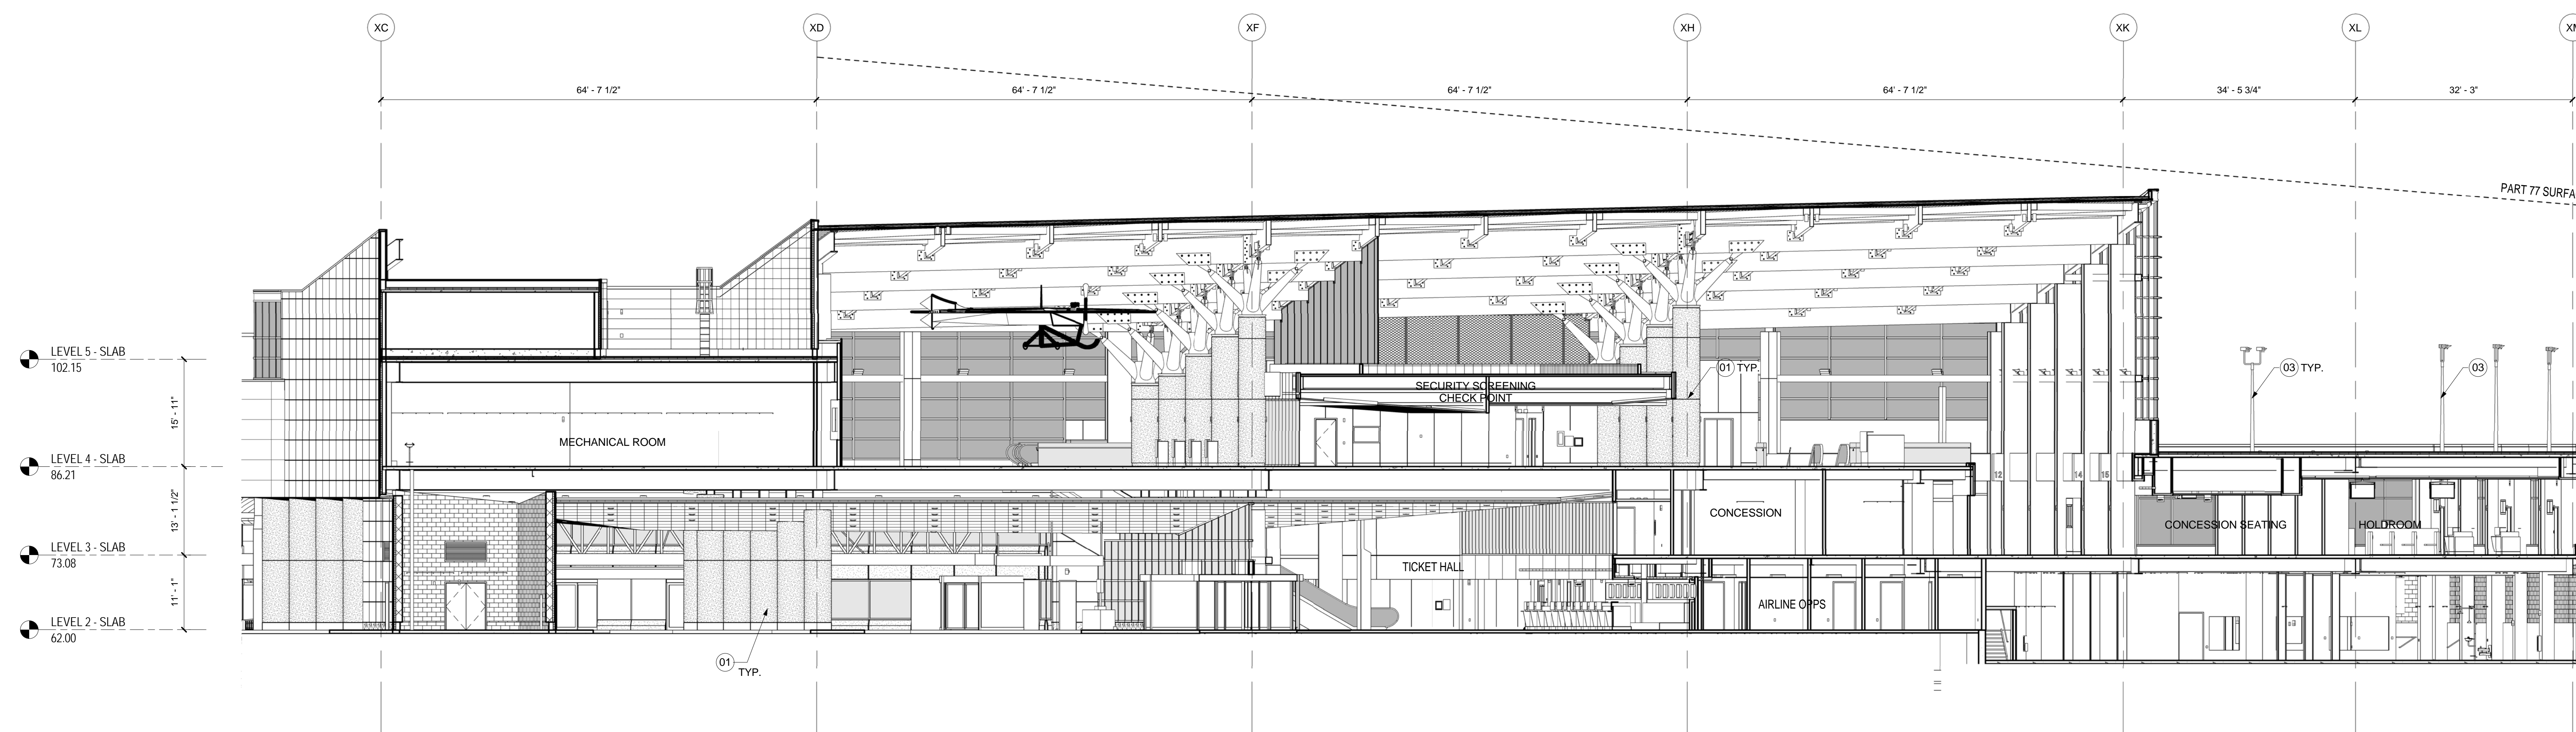 XC
XD
XF
XH
XK
XL
64' - 7 1/2"
64' - 7 1/2"
64' - 7 1/2"
64' - 7 1/2"
34' - 5 3/4"
32' - 3"
PART 77 SURFA
LEVEL 5 - SLAB
102.15
15' - 11"
LEVEL 4 - SLAB
86.21
13' - 1 1/2"
LEVEL 3 - SLAB
73.08
11' - 1"
LEVEL 2 - SLAB
62.00
MECHANICAL ROOM
SECURITY SCREENING
CHECK POINT
01 TYP.
03 TYP.
03
12
14
15
CONCESSION
CONCESSION SEATING
HOLDROOM
TICKET HALL
AIRLINE OPPS
01
TYP.